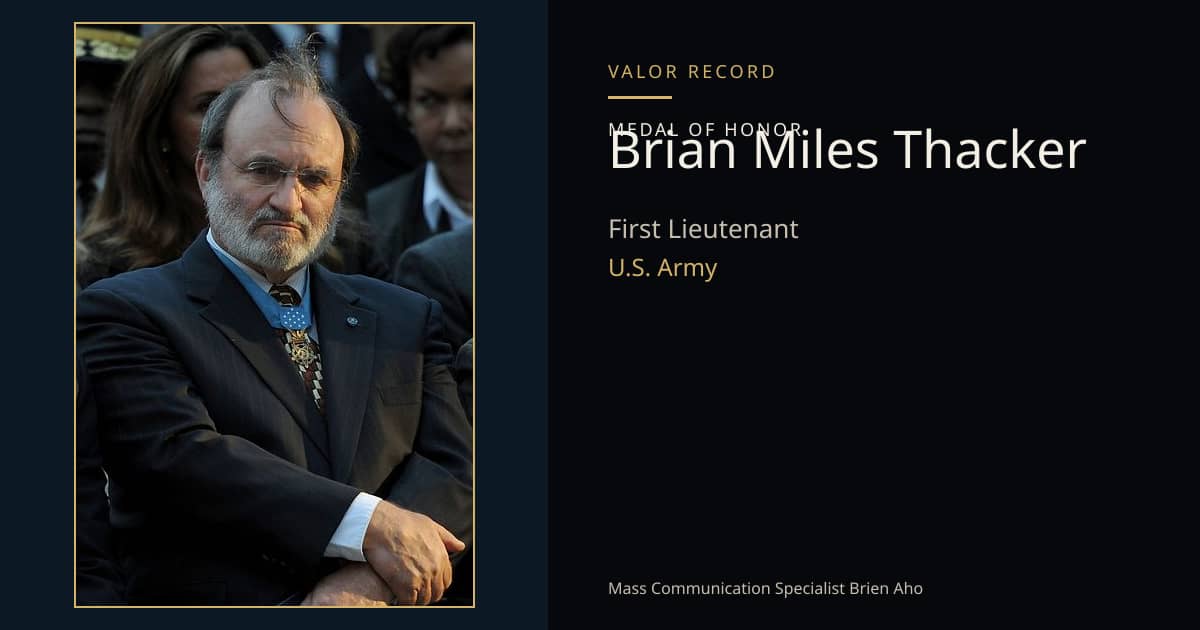 VALOR RECORD
MEDAL OF HONOR
Brian Miles Thacker
First Lieutenant
U.S. Army
Mass Communication Specialist Brien Aho